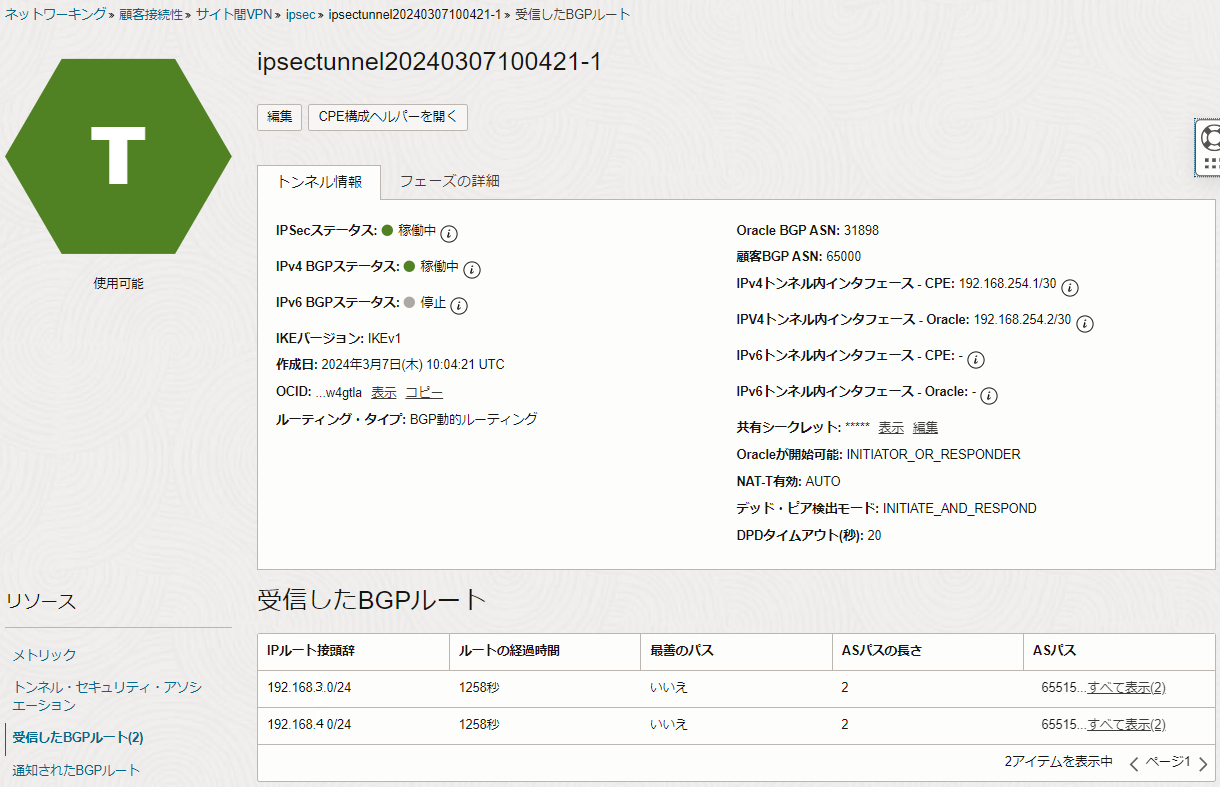 ネットワーキング » 顧客接続性 » サイト間VPN » ipsec » ipsectunnel20240307100421-1 » 受信したBGPルート
ipsectunnel20240307100421-1
編集
CPE構成ヘルパーを開く
T
使用可能
トンネル情報
フェーズの詳細
IPSecステータス: 稼働中
IPv4 BGPステータス: 稼働中
IPv6 BGPステータス: 停止
IKEバージョン: IKEv1
作成日: 2024年3月7日(木) 10:04:21 UTC
OCID: ...w4gtla 表示 コピー
ルーティング・タイプ: BGP動的ルーティング
Oracle BGP ASN: 31898
顧客BGP ASN: 65000
IPv4トンネル内インタフェース - CPE: 192.168.254.1/30
IPV4トンネル内インタフェース - Oracle: 192.168.254.2/30
IPv6トンネル内インタフェース - CPE: -
IPv6トンネル内インタフェース - Oracle: -
共有シークレット: ***** 表示 編集
Oracleが開始可能: INITIATOR_OR_RESPONDER
NAT-T有効: AUTO
デッド・ピア検出モード: INITIATE_AND_RESPOND
DPDタイムアウト(秒): 20
リソース
メトリック
トンネル・セキュリティ・アソシ
エーション
受信したBGPルート(2)
通知されたBGPルート
受信したBGPルート
IPルート接頭辞 ルートの経過時間 最善のパス ASパスの長さ ASパス
192.168.3.0/24 1258秒 いいえ 2 65515...すべて表示(2)
192.168.4.0/24 1258秒 いいえ 2 65515...すべて表示(2)
2アイテムを表示中 ページ1